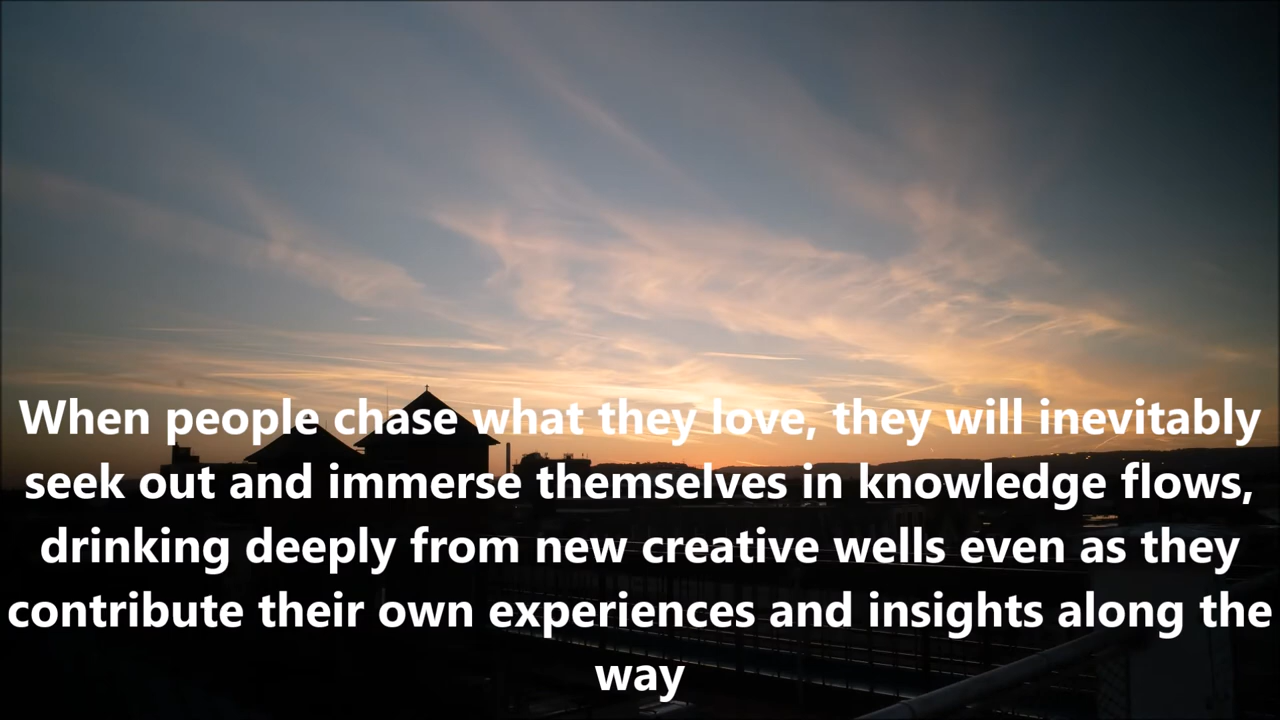 When people chase what they love, they will inevitably
seek out and immerse themselves in knowledge flows,
drinking deeply from new creative wells even as they
contribute their own experiences and insights along the
way